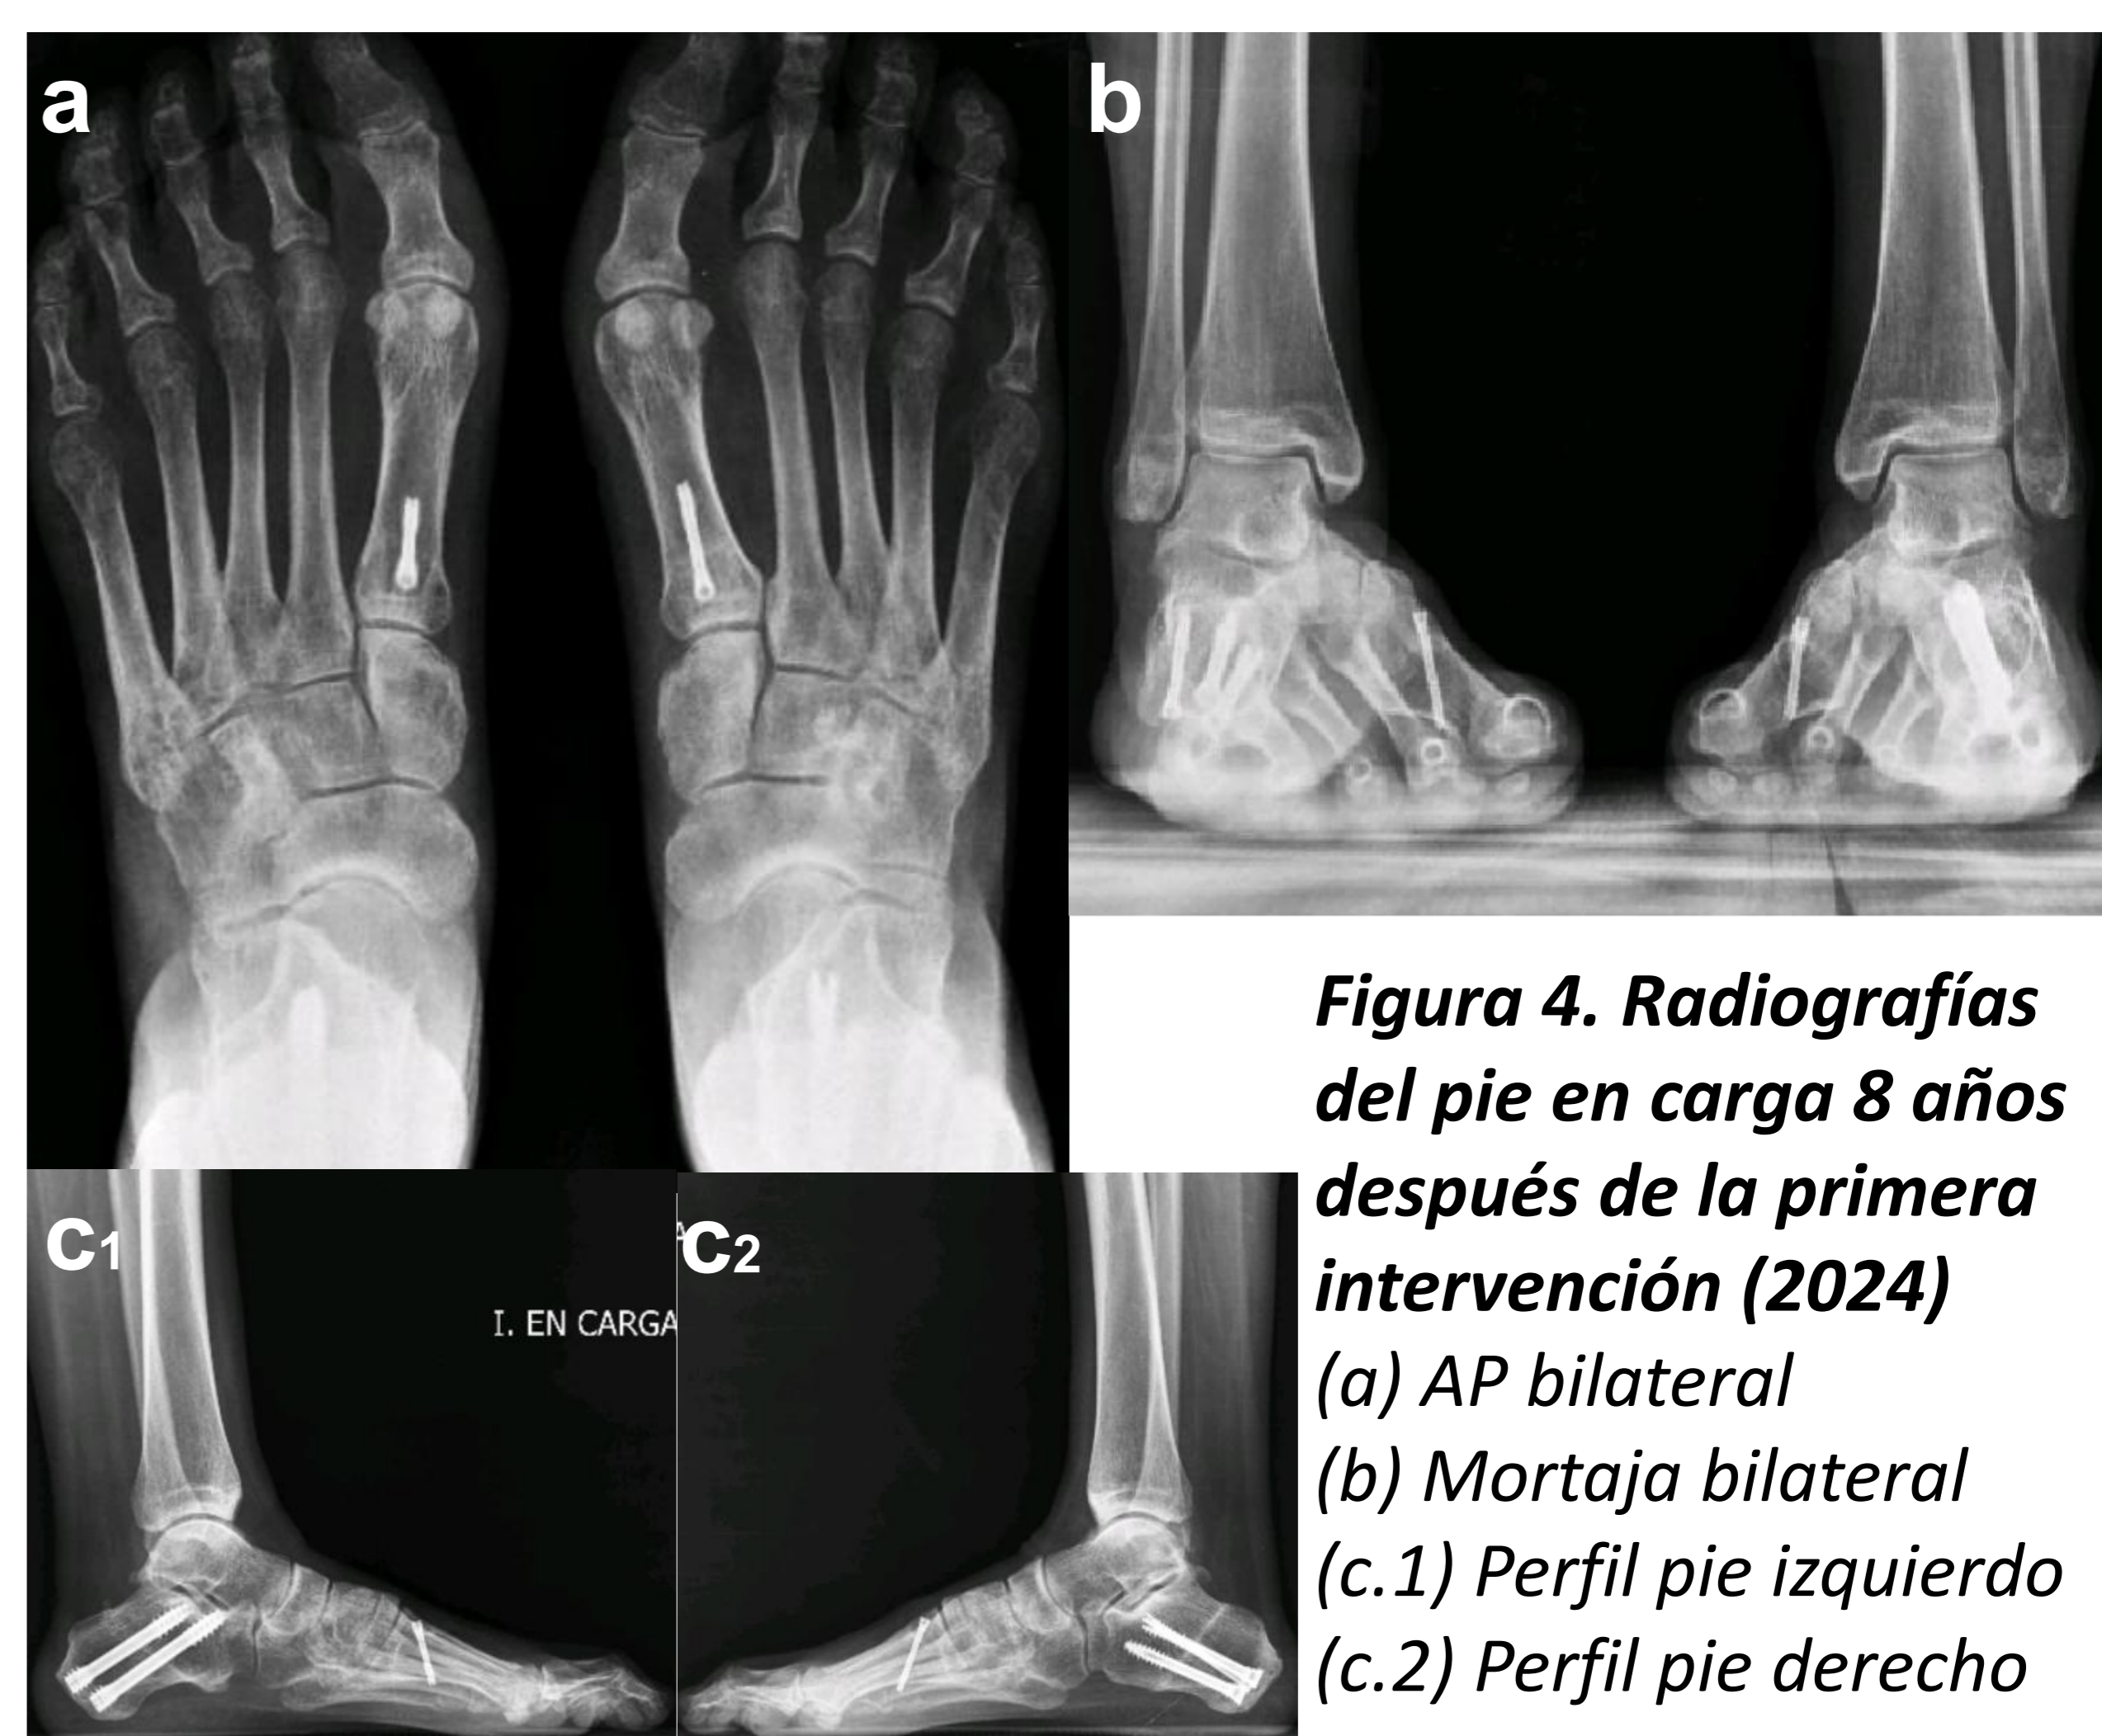 a
b
c1
I. EN CARGA
c2
Figura 4. Radiografías
del pie en carga 8 años
después de la primera
intervención (2024)
(a) AP bilateral
(b) Mortaja bilateral
(c.1) Perfil pie izquierdo
(c.2) Perfil pie derecho